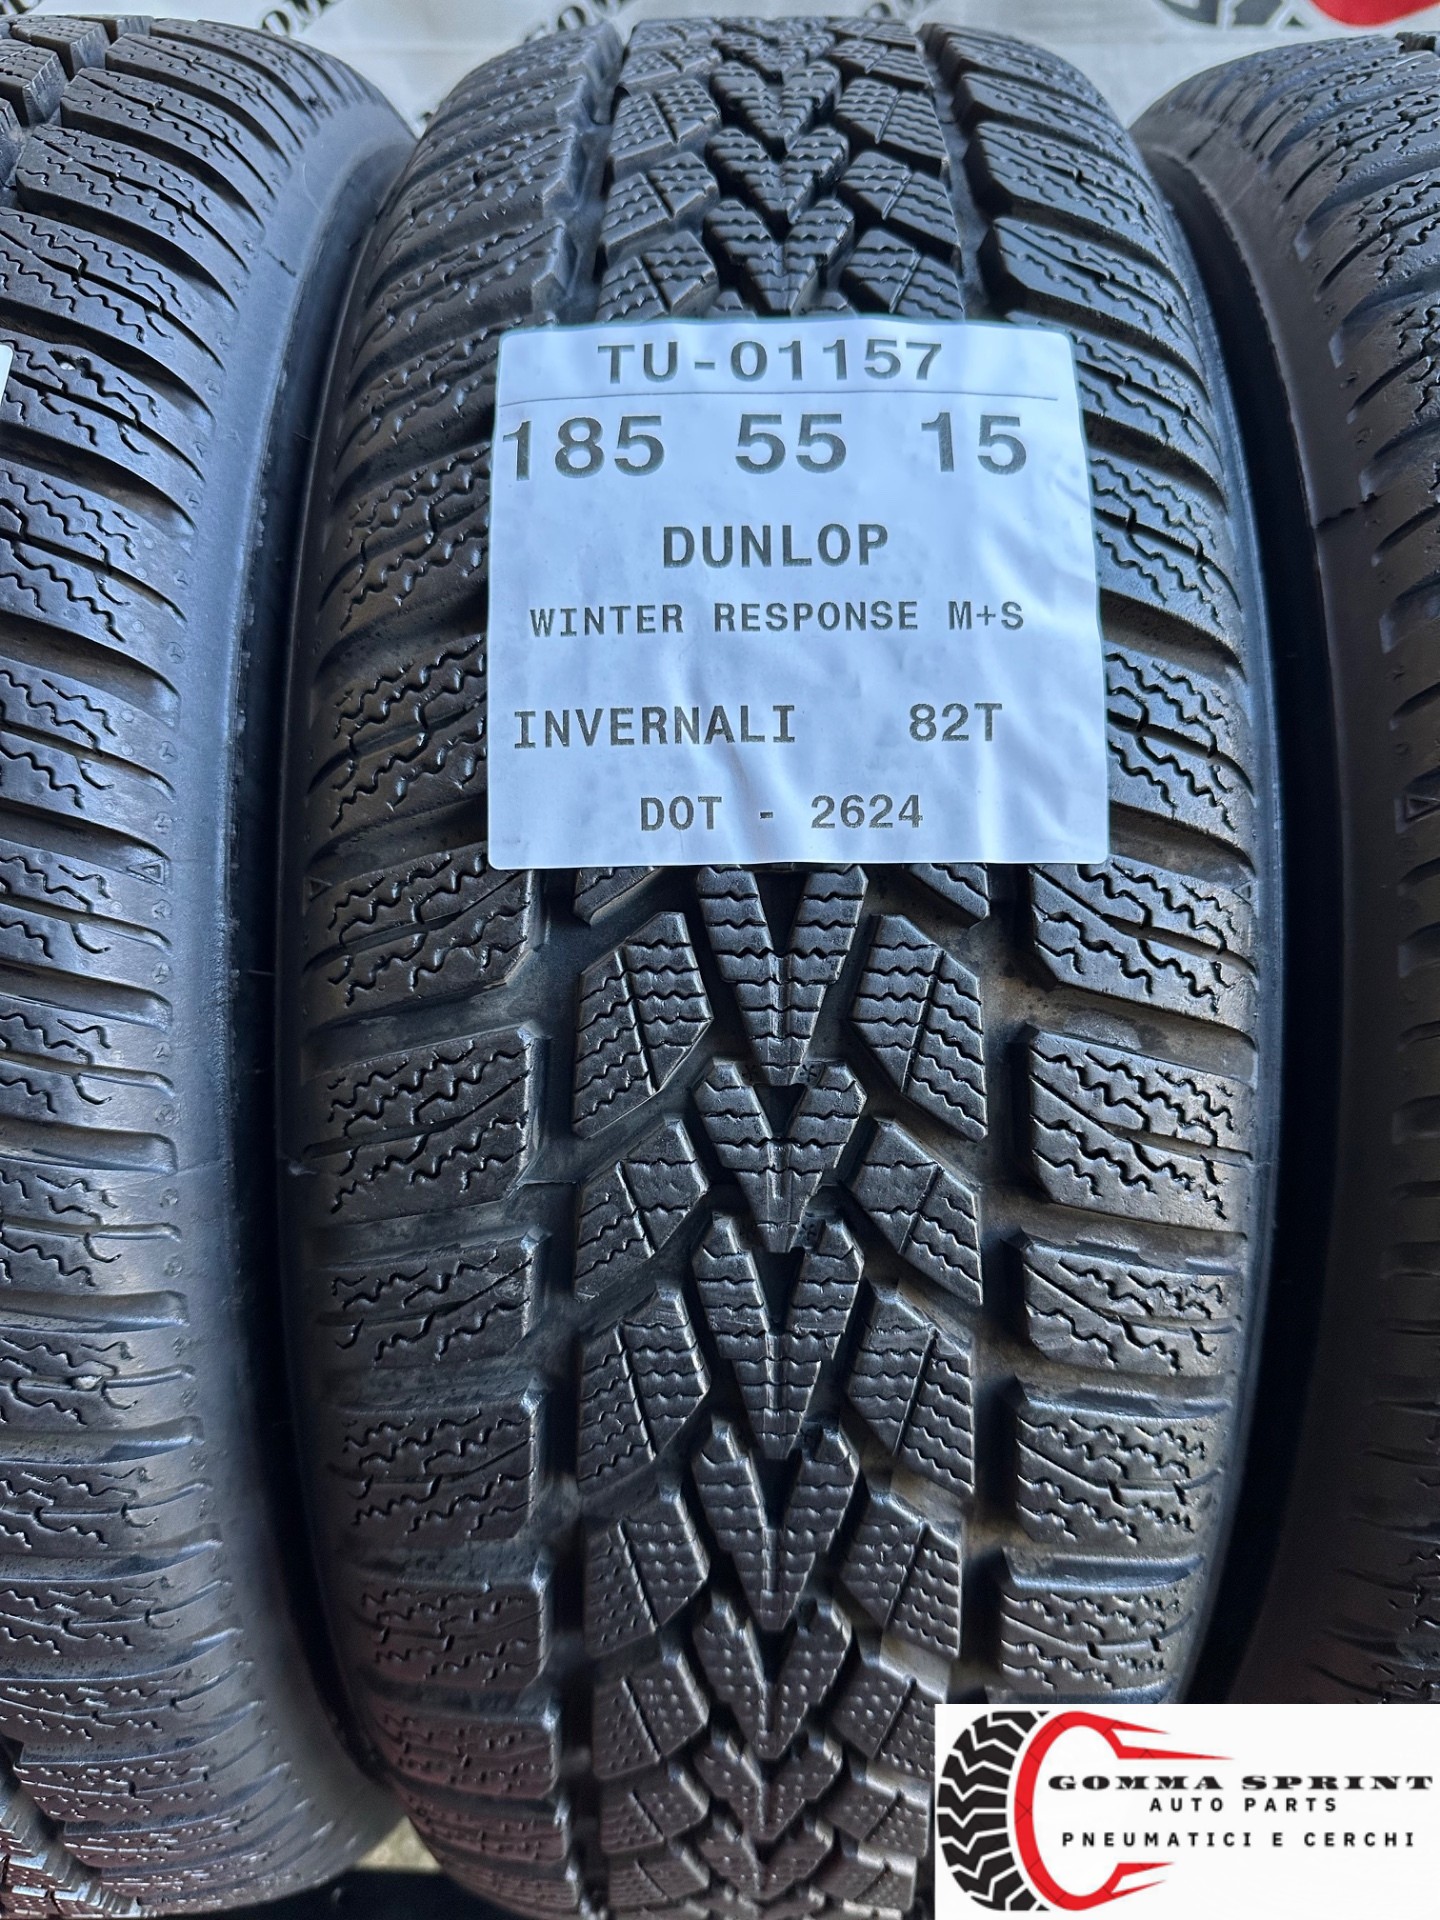 TU-01157
185 55 15
DUNLOP
WINTER RESPONSE M+S
INVERNALI 82T
DOT - 2624
GOMMA SPRINT
AUTO PARTS
PNEUMATICI E CERCHI